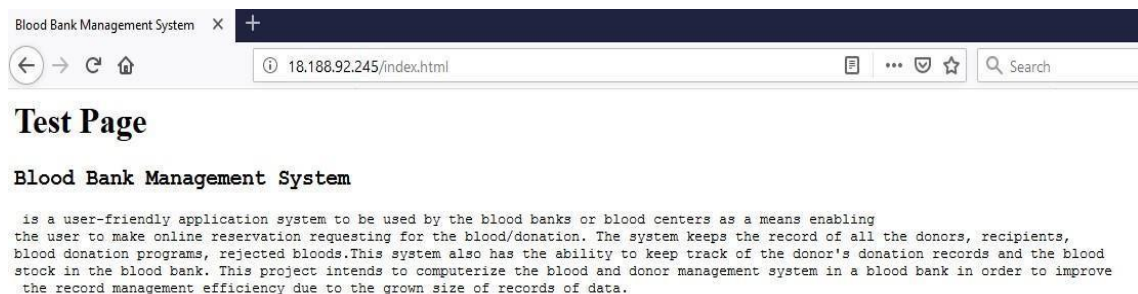 Blood Bank Management System
18.188.92.245/index.html
Search
Test Page
Blood Bank Management System
is a user-friendly application system to be used by the blood banks or blood centers as a means enabling
the user to make online reservation requesting for the blood/donation. The system keeps the record of all the donors, recipients,
blood donation programs, rejected bloods.This system also has the ability to keep track of the donor's donation records and the blood
stock in the blood bank. This project intends to computerize the blood and donor management system in a blood bank in order to improve
the record management efficiency due to the grown size of records of data.